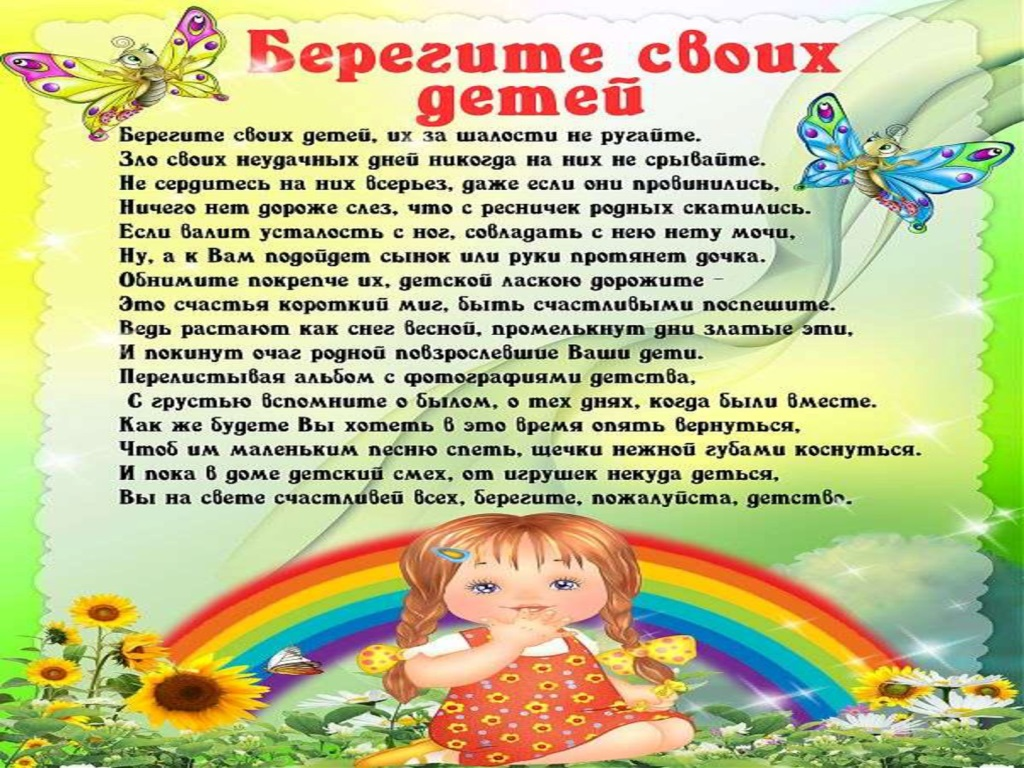 Берегите своих
детей
Берегите своих детей, их за шалости не ругайте.
Зло своих неудачных дней никогда на них не срывайте.
Не сердитесь на них всерьез, даже если они провинились,
Ничего нет дороже слез, что с ресничек родных скатились.
Если валит усталость с ног, совладать с нею нету мочи,
Ну, а к Вам подойдет сынок или руки протянет дочка.
Обнимите покрепче их, детской ласкою дорожите -
Это счастья короткий миг, быть счастливыми поспешите.
Ведь растают как снег весной, промелькнут дни златые эти,
И покинут очаг родной повзрослевшие Ваши дети.
Перелистывая альбом с фотографиями детства,
С грустью вспомните о былом, о тех днях, когда были вместе.
Как же будете Вы хотеть в это время опять вернуться,
Чтоб им маленьким песню спеть, щечки нежной губами коснуться.
И пока в доме детский смех, от игрушек некуда деться,
Вы на свете счастливей всех, берегите, пожалуйста, детство.